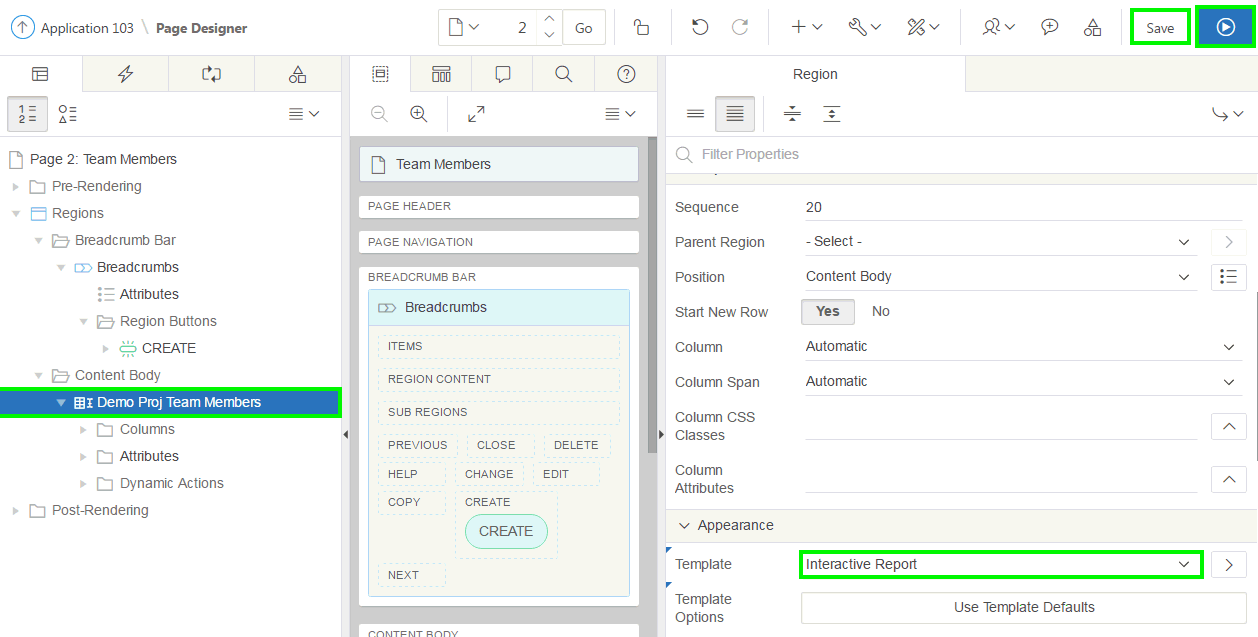 Application 103 \ Page Designer
2
Go
Save
Region
Filter Properties
Page 2: Team Members
Pre-Rendering
Regions
Breadcrumb Bar
Breadcrumbs
Attributes
Region Buttons
CREATE
Content Body
Demo Proj Team Members
Columns
Attributes
Dynamic Actions
Post-Rendering
Team Members
PAGE HEADER
PAGE NAVIGATION
BREADCRUMB BAR
Breadcrumbs
ITEMS
REGION CONTENT
SUB REGIONS
PREVIOUS CLOSE DELETE
HELP CHANGE EDIT
COPY CREATE
CREATE
NEXT
CONTENT BODY
Sequence 20
Parent Region - Select -
Position Content Body
Start New Row Yes No
Column Automatic
Column Span Automatic
Column CSS
Classes
Column
Attributes
Appearance
Template Interactive Report
Template
Options
Use Template Defaults